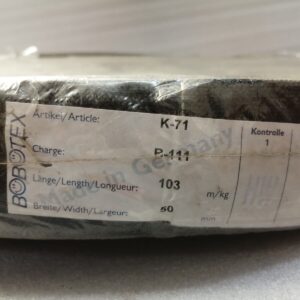 BOBOTEX
Artikel/Article: K-71
Charge: B-111
Länge/Length/Longueur: 103 m/kg
Breite/Width/Largeur: 50 mm
Kontrolle
1
in Germany